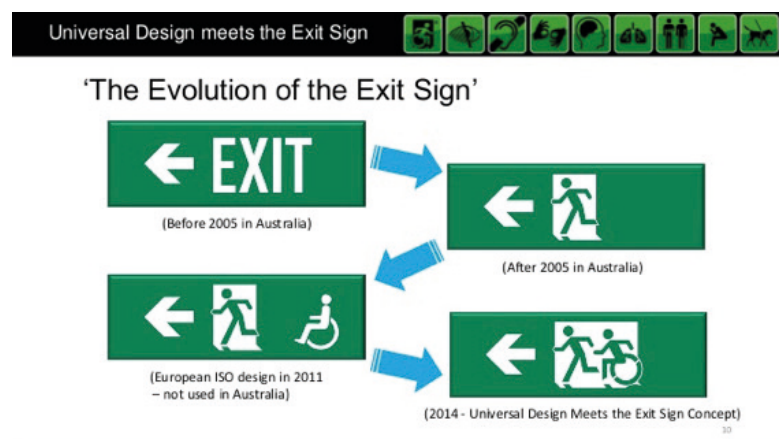 Universal Design meets the Exit Sign
‘The Evolution of the Exit Sign’
EXIT
(Before 2005 in Australia)
(After 2005 in Australia)
(European ISO design in 2011
– not used in Australia)
(2014 - Universal Design Meets the Exit Sign Concept)
10